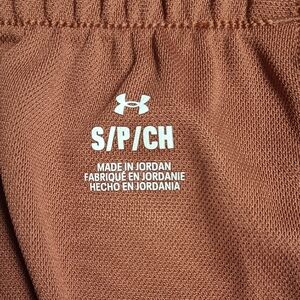 S/P/CH
MADE IN JORDAN
FABRIQUÉ EN JORDANIE
HECHO EN JORDANIA